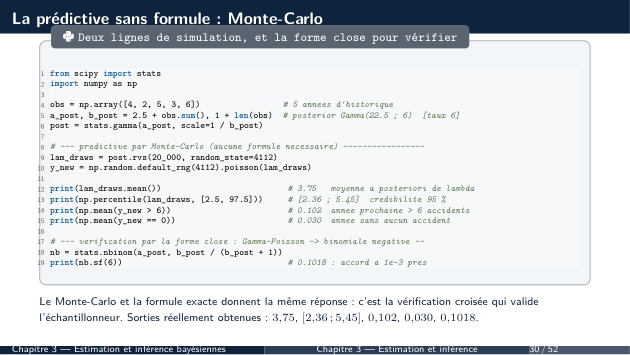 La prédictive sans formule : Monte-Carlo
Deux lignes de simulation, et la forme close pour vérifier
1 from scipy import stats
2 import numpy as np
3
4 obs = np.array([4, 2, 5, 3, 6]) # 5 annees d'historique
5 a_post, b_post = 2.5 + obs.sum(), 1 + len(obs) # posterior Gamma(22.5 ; 6) [taux 6]
6 post = stats.gamma(a_post, scale=1 / b_post)
7
8 # --- predictive par Monte-Carlo (aucune formule necessaire) -----------------
9 lam_draws = post.rvs(20_000, random_state=4112)
10 y_new = np.random.default_rng(4112).poisson(lam_draws)
11
12 print(lam_draws.mean()) # 3.75 moyenne a posteriori de lambda
13 print(np.percentile(lam_draws, [2.5, 97.5])) # [2.36 ; 5.45] credibilite 95 %
14 print(np.mean(y_new > 6)) # 0.102 annee prochaine > 6 accidents
15 print(np.mean(y_new == 0)) # 0.030 annee sans aucun accident
16
17 # --- verification par la forme close : Gamma-Poisson -> binomiale negative --
18 nb = stats.nbinom(a_post, b_post / (b_post + 1))
19 print(nb.sf(6)) # 0.1018 : accord a 1e-3 pres
Le Monte-Carlo et la formule exacte donnent la même réponse : c'est la vérification croisée qui valide
l'échantillonneur. Sorties réellement obtenues : 3,75, [2,36 ; 5,45], 0,102, 0,030, 0,1018.
Chapitre 3 — Estimation et inférence bayésiennes Chapitre 3 — Estimation et inférence 30 / 52